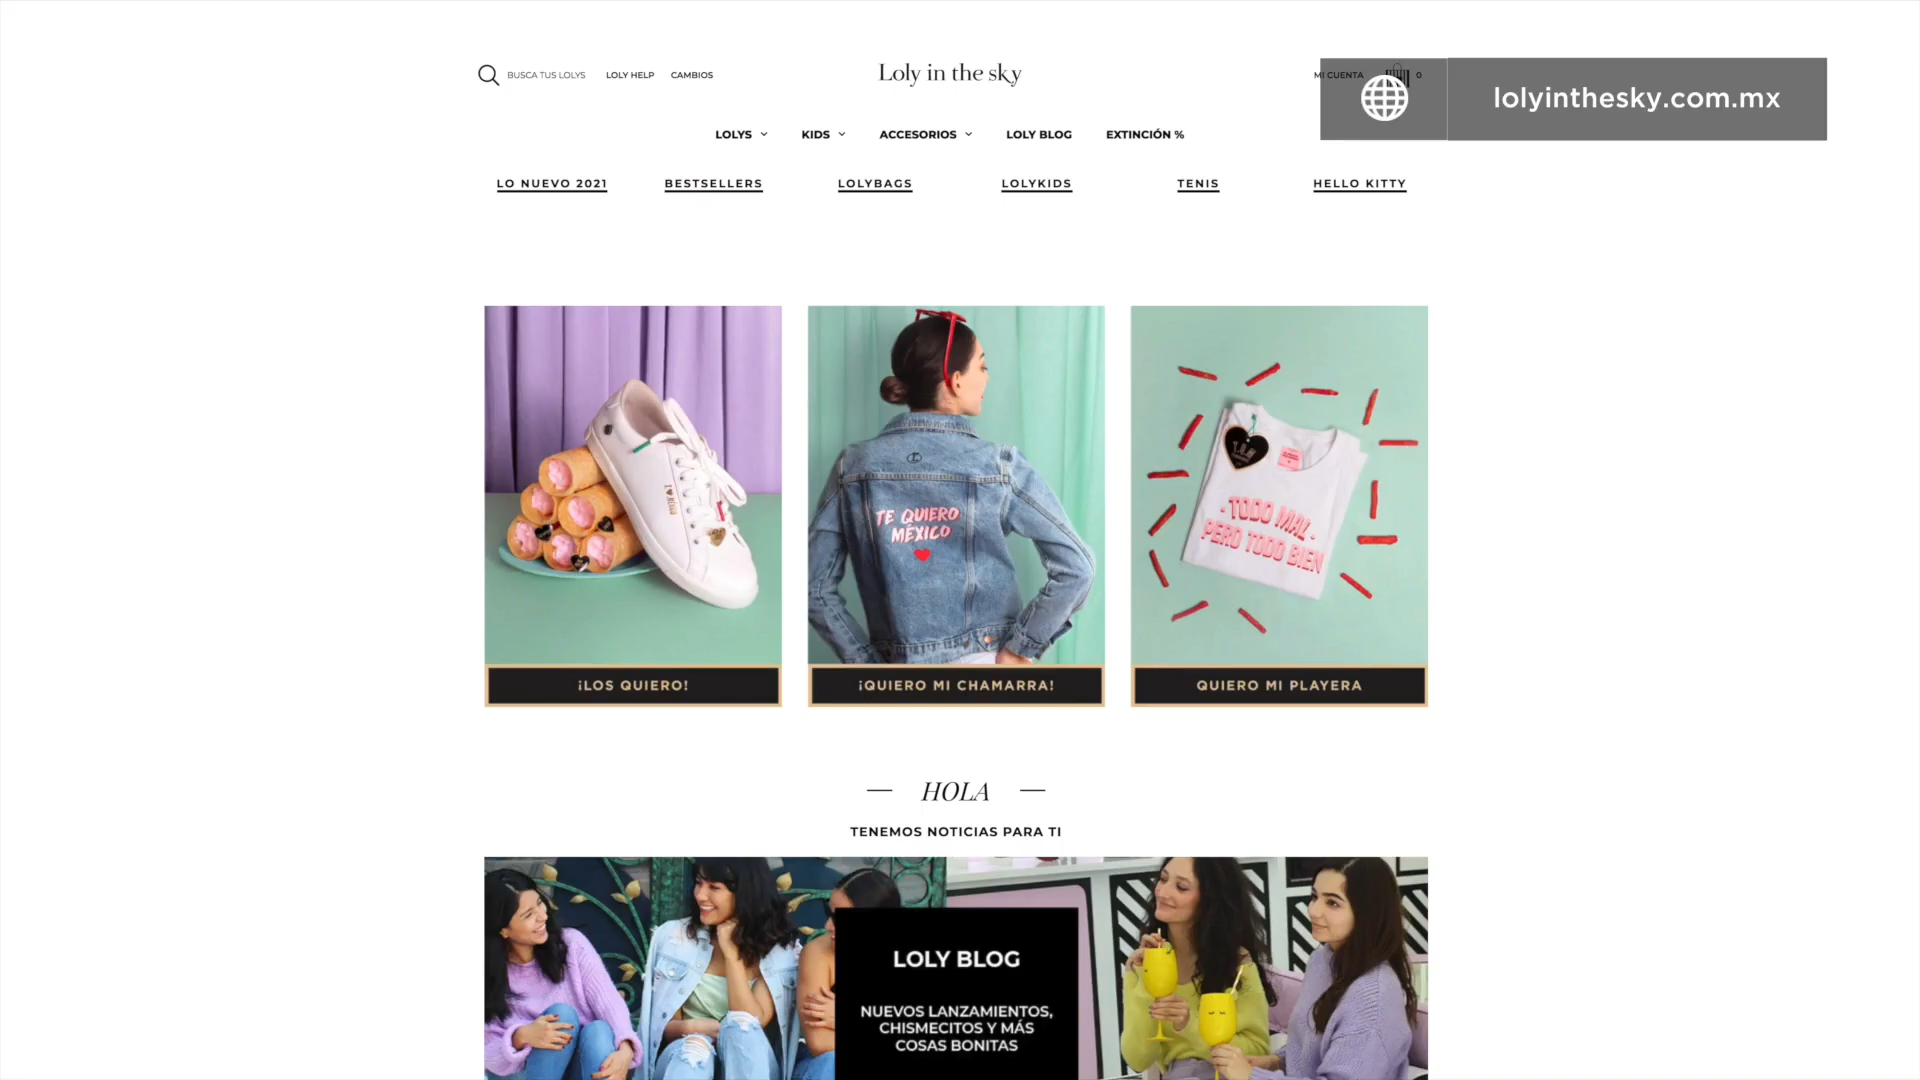 BUSCA TUS LOLYS
LOLY HELP
CAMBIOS
Loly in the sky
MI CUENTA
0
lolyinthesky.com.mx
LOLYS
KIDS
ACCESORIOS
LOLY BLOG
EXTINCIÓN %
LO NUEVO 2021
BESTSELLERS
LOLYBAGS
LOLYKIDS
TENIS
HELLO KITTY
TE QUIERO
MÉXICO
·TODO MAL·
PERO TODO BIEN
¡LOS QUIERO!
¡QUIERO MI CHAMARRA!
QUIERO MI PLAYERA
HOLA
TENEMOS NOTICIAS PARA TI
LOLY BLOG
NUEVOS LANZAMIENTOS,
CHISMECITOS Y MÁS
COSAS BONITAS